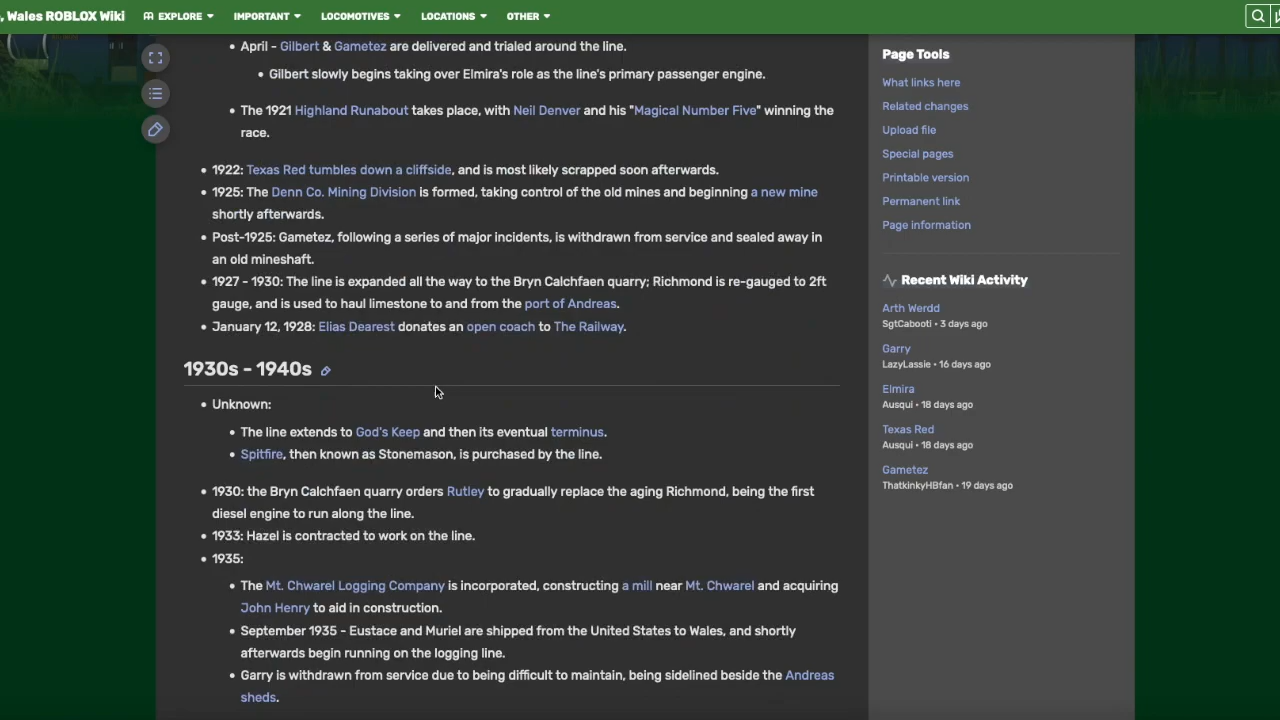 , Wales ROBLOX Wiki
EXPLORE
IMPORTANT
LOCOMOTIVES
LOCATIONS
OTHER
April - Gilbert & Gametez are delivered and trialed around the line.
Gilbert slowly begins taking over Elmira's role as the line's primary passenger engine.
The 1921 Highland Runabout takes place, with Neil Denver and his "Magical Number Five" winning the
race.
1922: Texas Red tumbles down a cliffside, and is most likely scrapped soon afterwards.
1925: The Denn Co. Mining Division is formed, taking control of the old mines and beginning a new mine
shortly afterwards.
Post-1925: Gametez, following a series of major incidents, is withdrawn from service and sealed away in
an old mineshaft.
1927 - 1930: The line is expanded all the way to the Bryn Calchfaen quarry; Richmond is re-gauged to 2ft
gauge, and is used to haul limestone to and from the port of Andreas.
January 12, 1928: Elias Dearest donates an open coach to The Railway.
1930s - 1940s
Unknown:
The line extends to God's Keep and then its eventual terminus.
Spitfire, then known as Stonemason, is purchased by the line.
1930: the Bryn Calchfaen quarry orders Rutley to gradually replace the aging Richmond, being the first
diesel engine to run along the line.
1933: Hazel is contracted to work on the line.
1935:
The Mt. Chwarel Logging Company is incorporated, constructing a mill near Mt. Chwarel and acquiring
John Henry to aid in construction.
September 1935 - Eustace and Muriel are shipped from the United States to Wales, and shortly
afterwards begin running on the logging line.
Garry is withdrawn from service due to being difficult to maintain, being sidelined beside the Andreas
sheds.
Page Tools
What links here
Related changes
Upload file
Special pages
Printable version
Permanent link
Page information
Recent Wiki Activity
Arth Werdd
SgtCabooti • 3 days ago
Garry
LazyLassie • 16 days ago
Elmira
Ausqui • 18 days ago
Texas Red
Ausqui • 18 days ago
Gametez
ThatkinkyHBfan • 19 days ago